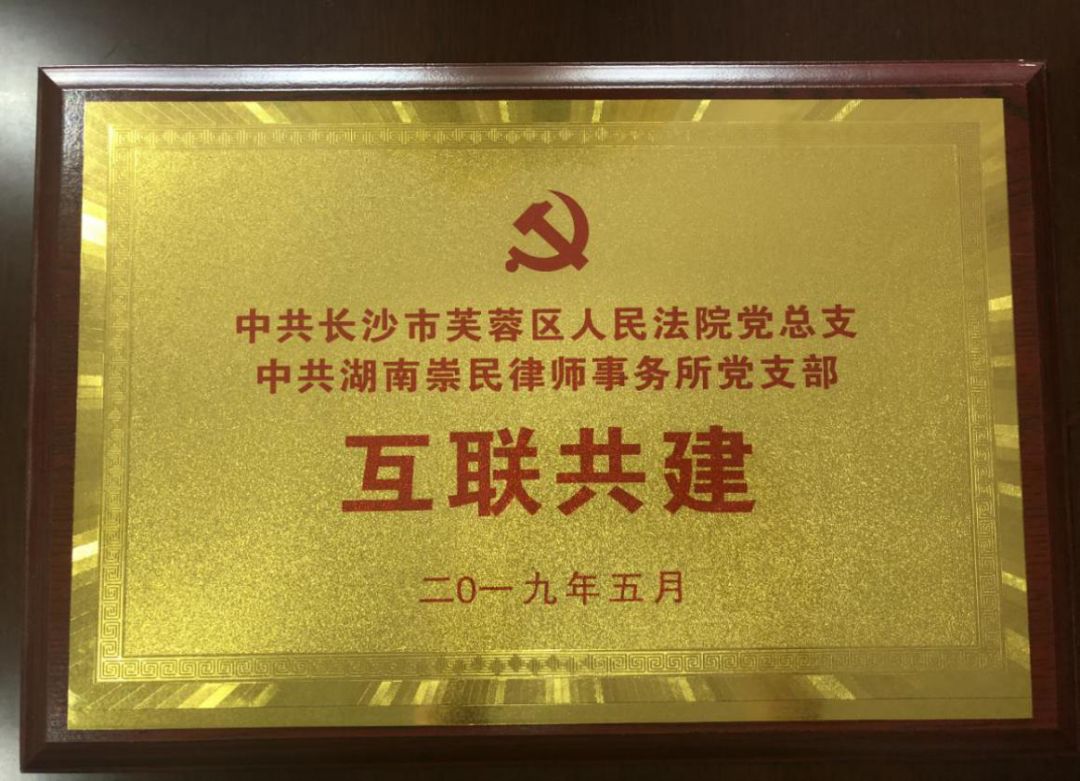 中共长沙市芙蓉区人民法院党总支
中共湖南崇民律师事务所党支部
互联共建
二0一九年五月